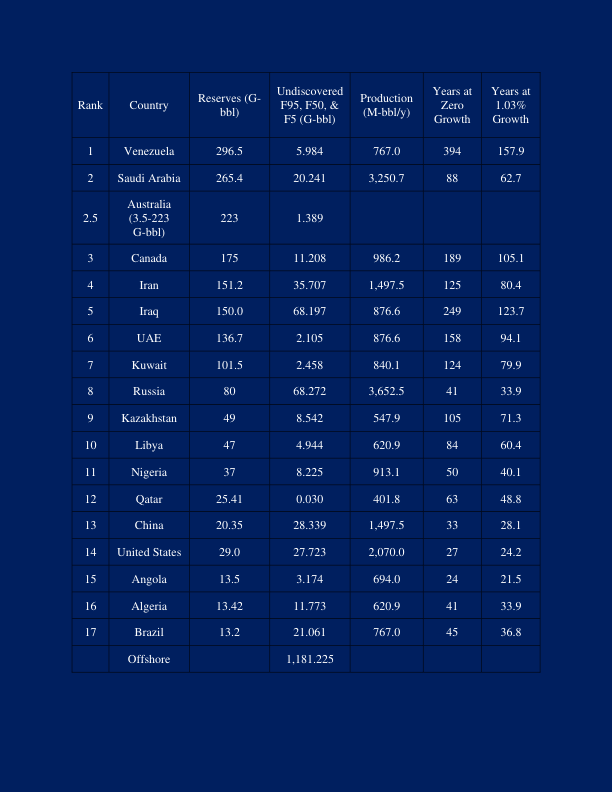 Rank Country Reserves (G-bbl) Undiscovered F95, F50, & F5 (G-bbl) Production (M-bbl/y) Years at Zero Growth Years at 1.03% Growth
1 Venezuela 296.5 5.984 767.0 394 157.9
2 Saudi Arabia 265.4 20.241 3,250.7 88 62.7
2.5 Australia (3.5-223 G-bbl) 223 1.389
3 Canada 175 11.208 986.2 189 105.1
4 Iran 151.2 35.707 1,497.5 125 80.4
5 Iraq 150.0 68.197 876.6 249 123.7
6 UAE 136.7 2.105 876.6 158 94.1
7 Kuwait 101.5 2.458 840.1 124 79.9
8 Russia 80 68.272 3,652.5 41 33.9
9 Kazakhstan 49 8.542 547.9 105 71.3
10 Libya 47 4.944 620.9 84 60.4
11 Nigeria 37 8.225 913.1 50 40.1
12 Qatar 25.41 0.030 401.8 63 48.8
13 China 20.35 28.339 1,497.5 33 28.1
14 United States 29.0 27.723 2,070.0 27 24.2
15 Angola 13.5 3.174 694.0 24 21.5
16 Algeria 13.42 11.773 620.9 41 33.9
17 Brazil 13.2 21.061 767.0 45 36.8
Offshore 1,181.225